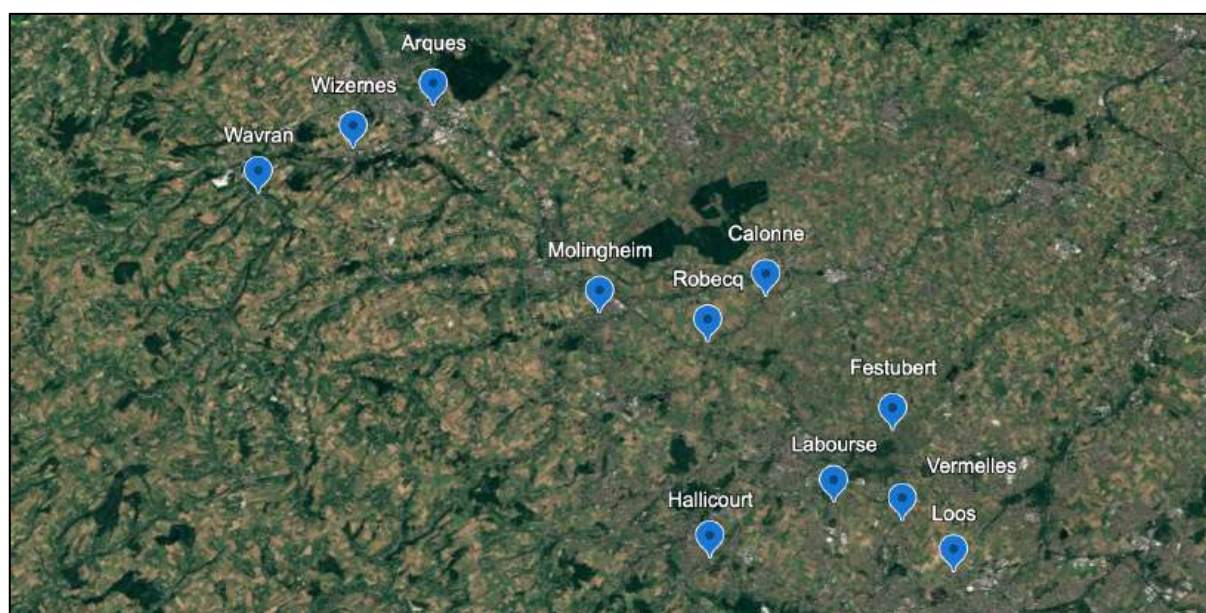 Arques
Wizernes
Wavran
Molingheim
Calonne
Robecq
Festubert
Labourse
Vermelles
Hallicourt
Loos